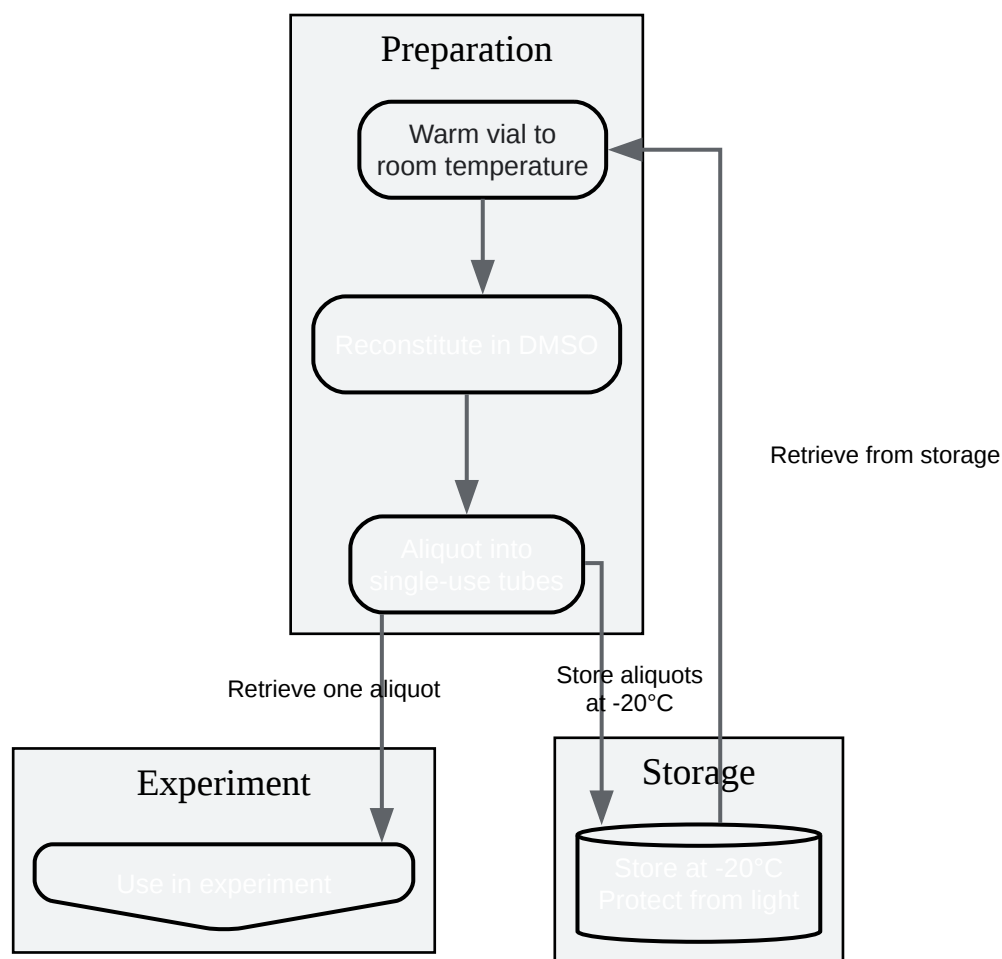 Preparation
Warm vial to
room temperature
Reconstitute in DMSO
Retrieve from storage
Aliquot into
single-use tubes
Retrieve one aliquot
Store aliquots
at -20°C
Experiment
Use in experiment
Storage
Store at -20°C
Protect from light